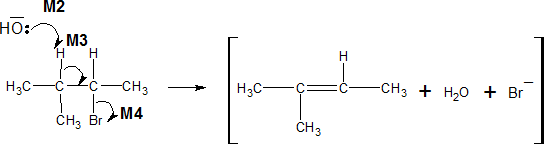 M2
HO:
M3
H H
H₃C C C CH₃
CH₃ Br M4
H
H₃C C C CH₃ + H₂O + Br⁻
CH₃